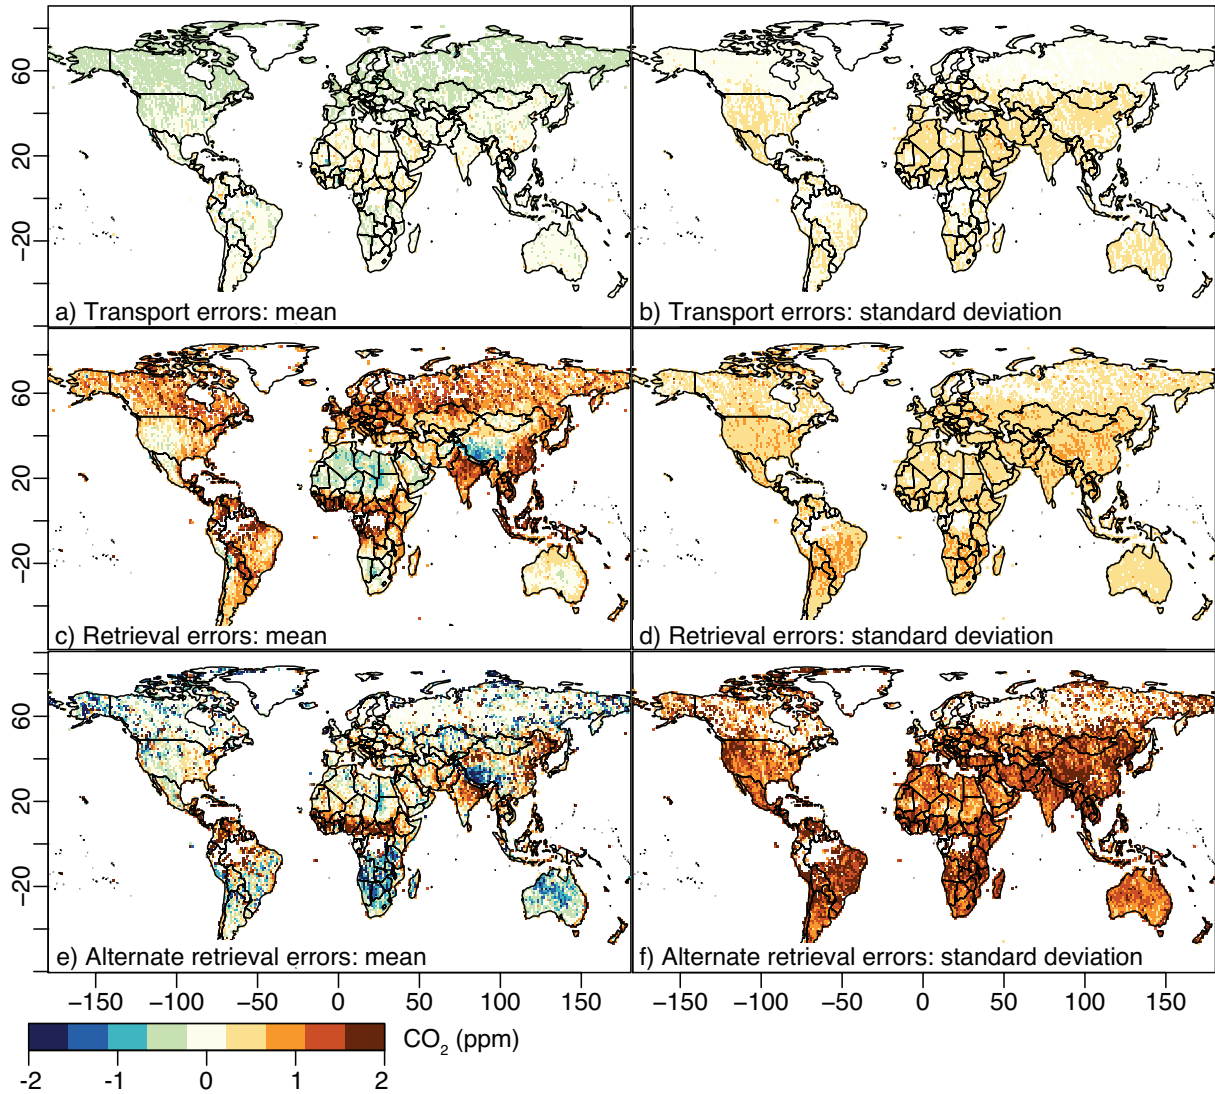 60
20
−20
a) Transport errors: mean
b) Transport errors: standard deviation
60
20
−20
c) Retrieval errors: mean
d) Retrieval errors: standard deviation
60
20
−20
e) Alternate retrieval errors: mean
f) Alternate retrieval errors: standard deviation
−150 −100 −50 0 50 100 150
−150 −100 −50 0 50 100 150
CO2 (ppm)
-2 -1 0 1 2